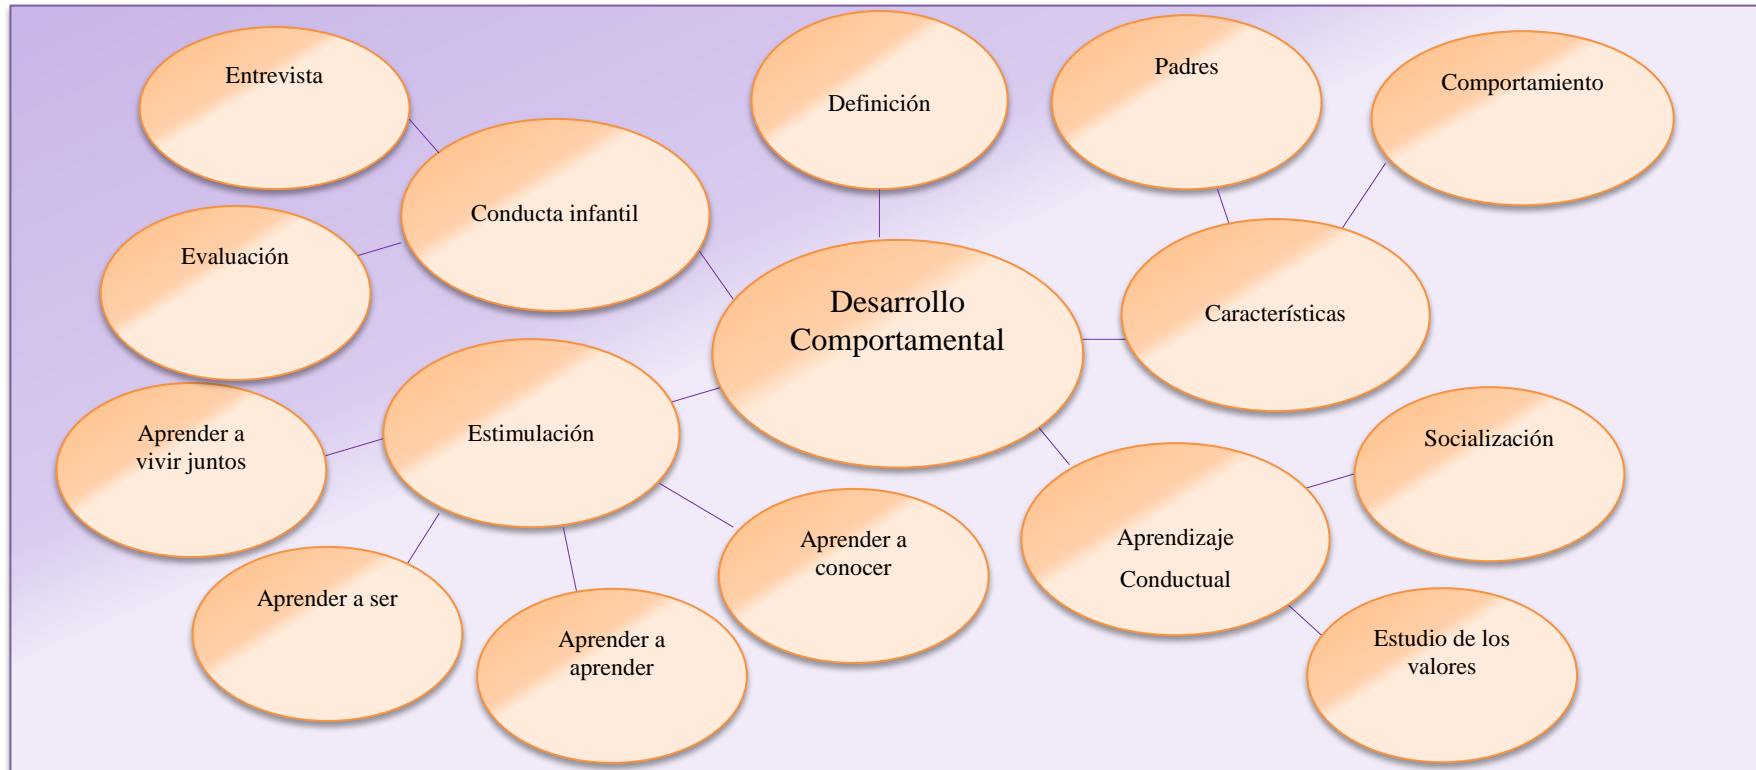 Entrevista
Definición
Padres
Comportamiento
Conducta infantil
Evaluación
Desarrollo
Comportamental
Características
Aprender a
vivir juntos
Estimulación
Socialización
Aprender a
conocer
Aprendizaje
Conductual
Aprender a ser
Aprender a
aprender
Estudio de los
valores